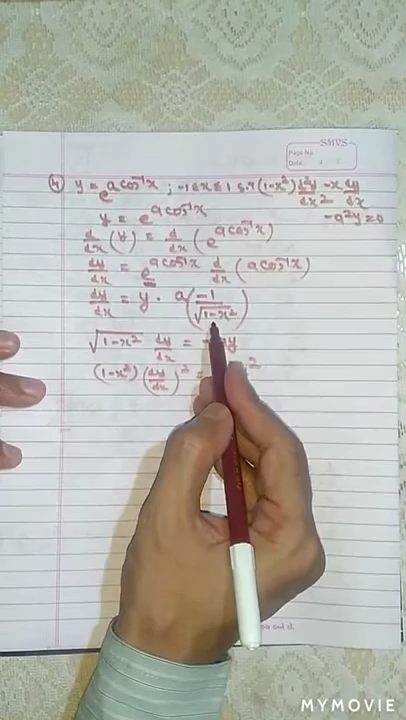 SMVS
Page No.
Date:
4) y = e^(a cos⁻¹x) ; -1 ≤ x ≤ 1 S.T (1-x²) d²y/dx² - x dy/dx - a²y = 0
y = e^(a cos⁻¹x)
d/dx (y) = d/dx (e^(a cos⁻¹x))
dy/dx = e^(a cos⁻¹x) d/dx (a cos⁻¹x)
dy/dx = y · a (-1/√(1-x²))
√(1-x²) dy/dx = - y
(1-x²) (dy/dx)² = ²
MYMOVIE